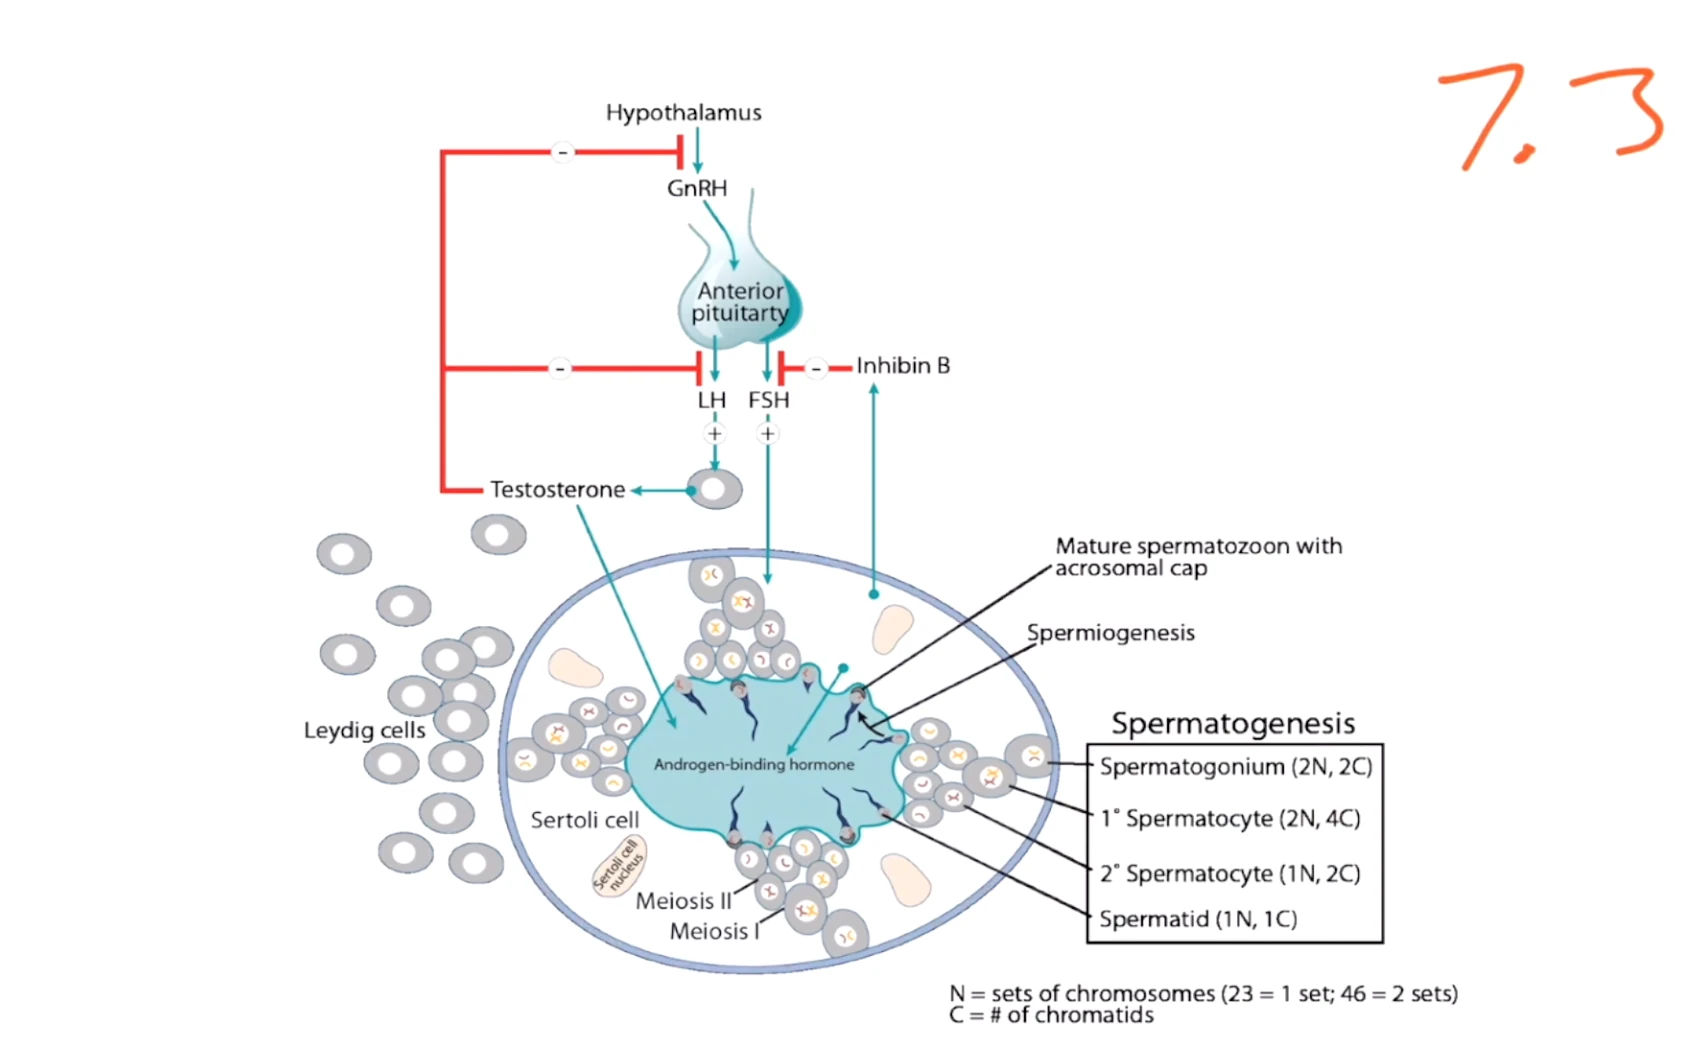 7.3
Hypothalamus
-
GnRH
Anterior
pituitarty
-
-
Inhibin B
LH
FSH
+
+
Testosterone
Mature spermatozoon with
acrosomal cap
Spermiogenesis
Leydig cells
Spermatogenesis
Androgen-binding hormone
Spermatogonium (2N, 2C)
1° Spermatocyte (2N, 4C)
Sertoli cell
2° Spermatocyte (1N, 2C)
Sertoli cell
nucleus
Meiosis II
Spermatid (1N, 1C)
Meiosis I
N = sets of chromosomes (23 = 1 set; 46 = 2 sets)
C = # of chromatids